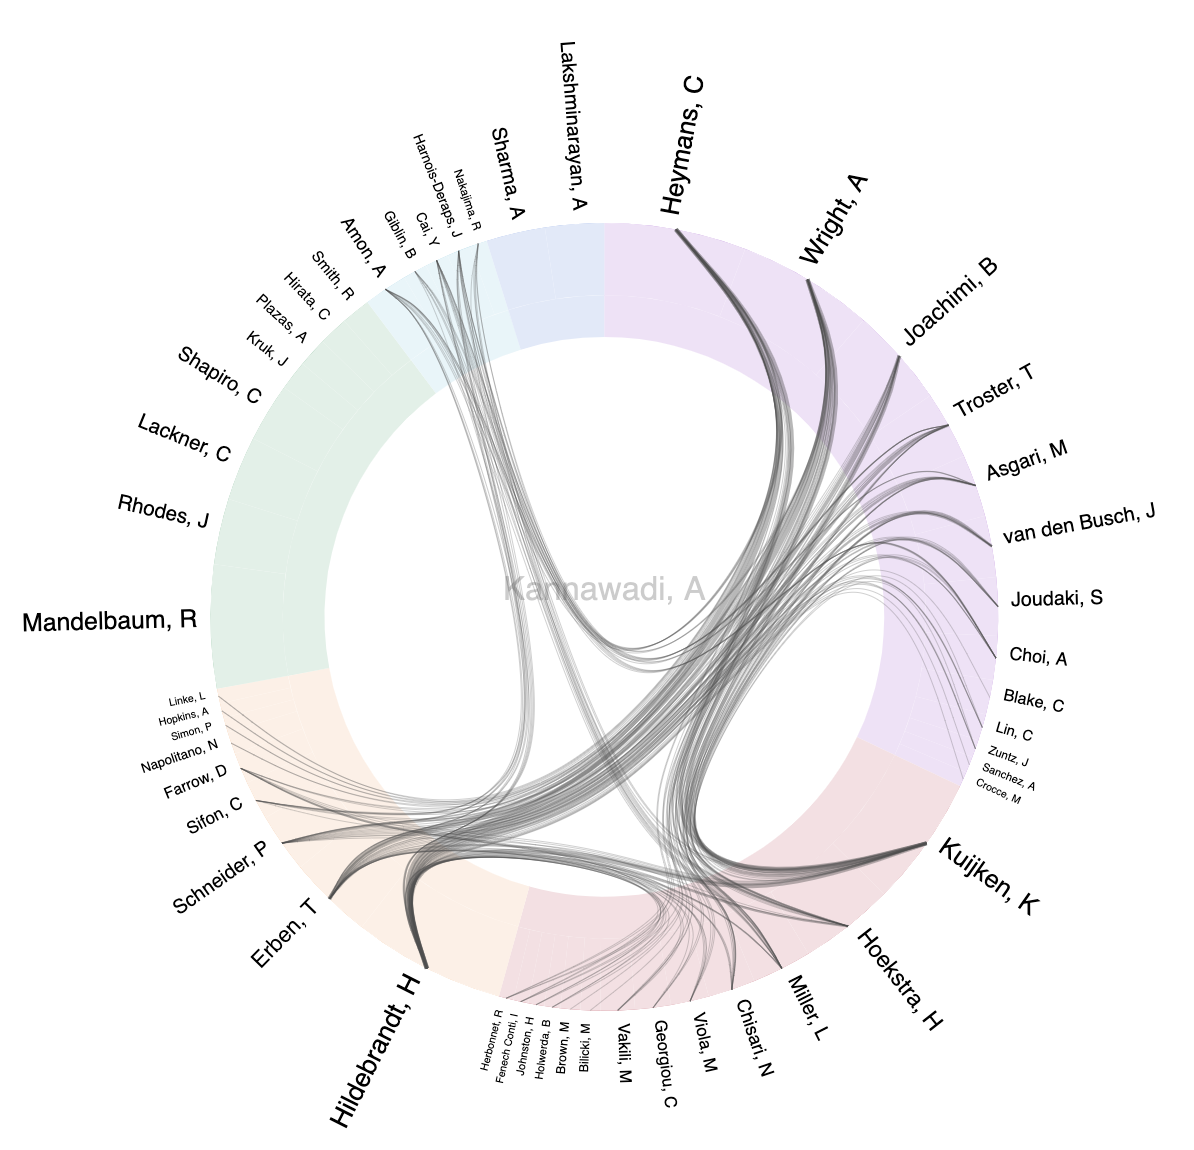 Heymans, C
Wright, A
Joachimi, B
Troster, T
Asgari, M
van den Busch, J
Joudaki, S
Choi, A
Blake, C
Lin, C
Zuntz, J
Sanchez, A
Crocce, M
Kuijken, K
Hoekstra, H
Miller, L
Chisari, N
Viola, M
Georgiou, C
Vakili, M
Bilicki, M
Brown, M
Holwerda, B
Johnston, H
Fenech Conti, I
Herbonnet, R
Hildebrandt, H
Erben, T
Schneider, P
Sifon, C
Farrow, D
Napolitano, N
Simon, P
Hopkins, A
Linke, L
Mandelbaum, R
Rhodes, J
Lackner, C
Shapiro, C
Kruk, J
Plazas, A
Hirata, C
Smith, R
Amon, A
Giblin, B
Cai, Y
Harnois-Deraps, J
Nakajima, R
Sharma, A
Lakshminarayan, A
Kannawadi, A